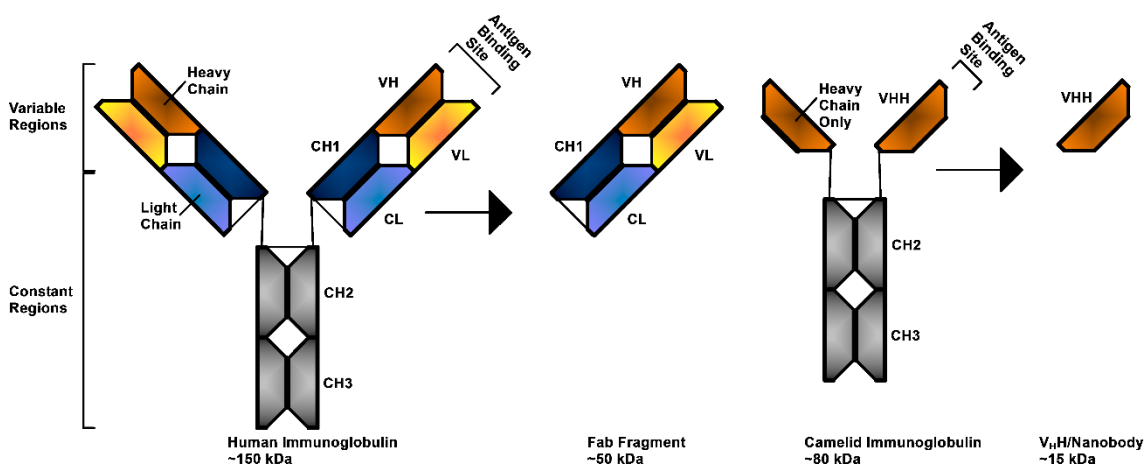 Variable
Regions
Constant
Regions
Heavy
Chain
Light
Chain
VH
Antigen
Binding
Site
CH1
VL
CL
CH2
CH3
Human Immunoglobulin
~150 kDa
VH
CH1
VL
CL
Fab Fragment
~50 kDa
Heavy
Chain
Only
VHH
Antigen
Binding
Site
CH2
CH3
Camelid Immunoglobulin
~80 kDa
VHH
VHH/Nanobody
~15 kDa